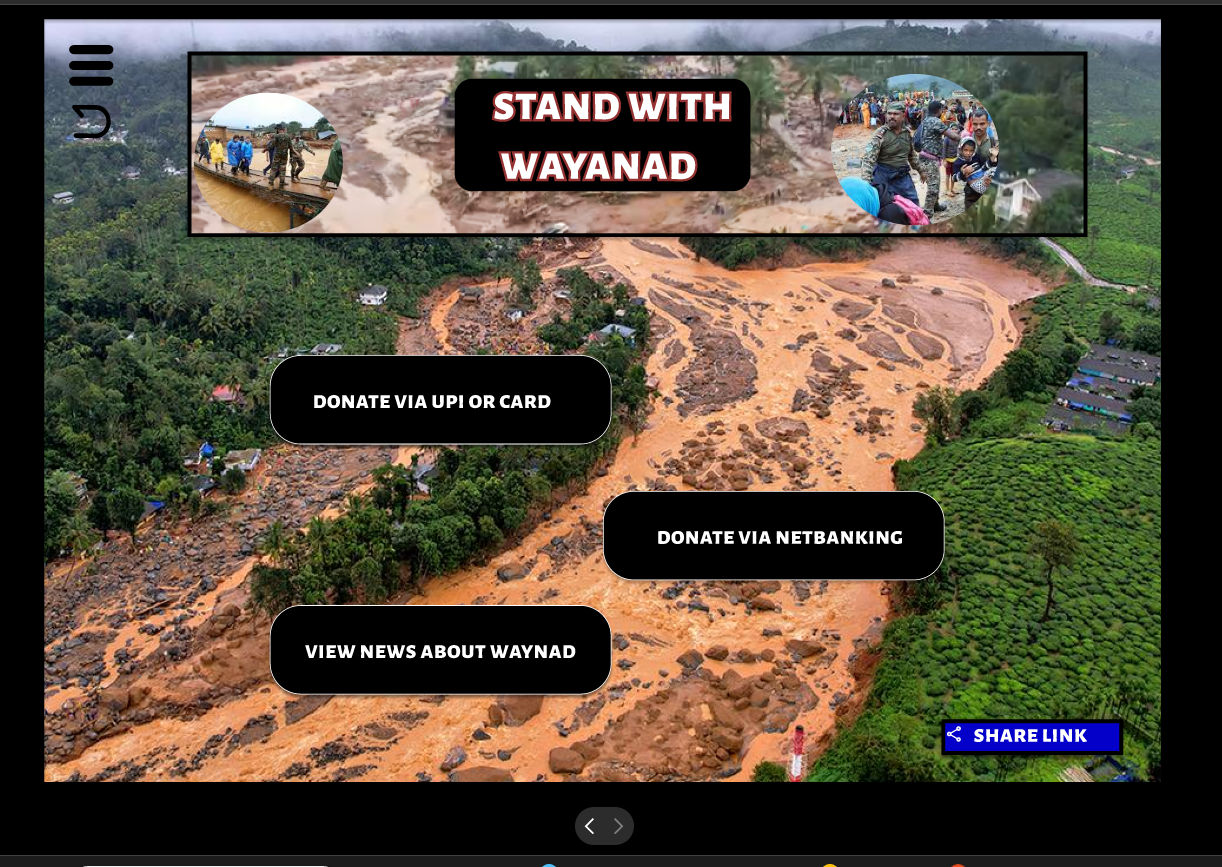 STAND WITH
WAYANAD
DONATE VIA UPI OR CARD
DONATE VIA NETBANKING
VIEW NEWS ABOUT WAYNAD
SHARE LINK